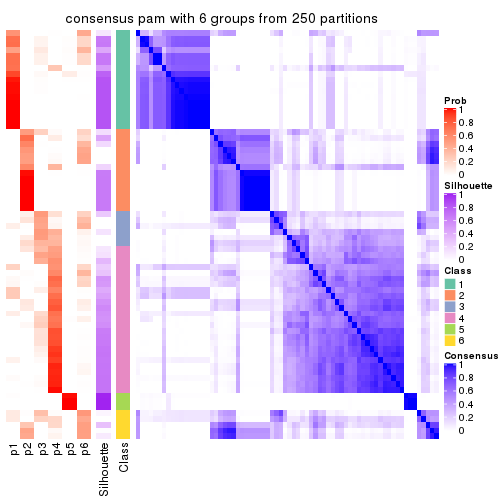 consensus pam with 6 groups from 250 partitions
Prob
1
0.8
0.6
0.4
0.2
0
Silhouette
1
0.8
0.6
0.4
0.2
0
Class
1
2
3
4
5
6
Consensus
1
0.8
0.6
0.4
0.2
0
p1
p2
p3
p4
p5
p6
Silhouette
Class